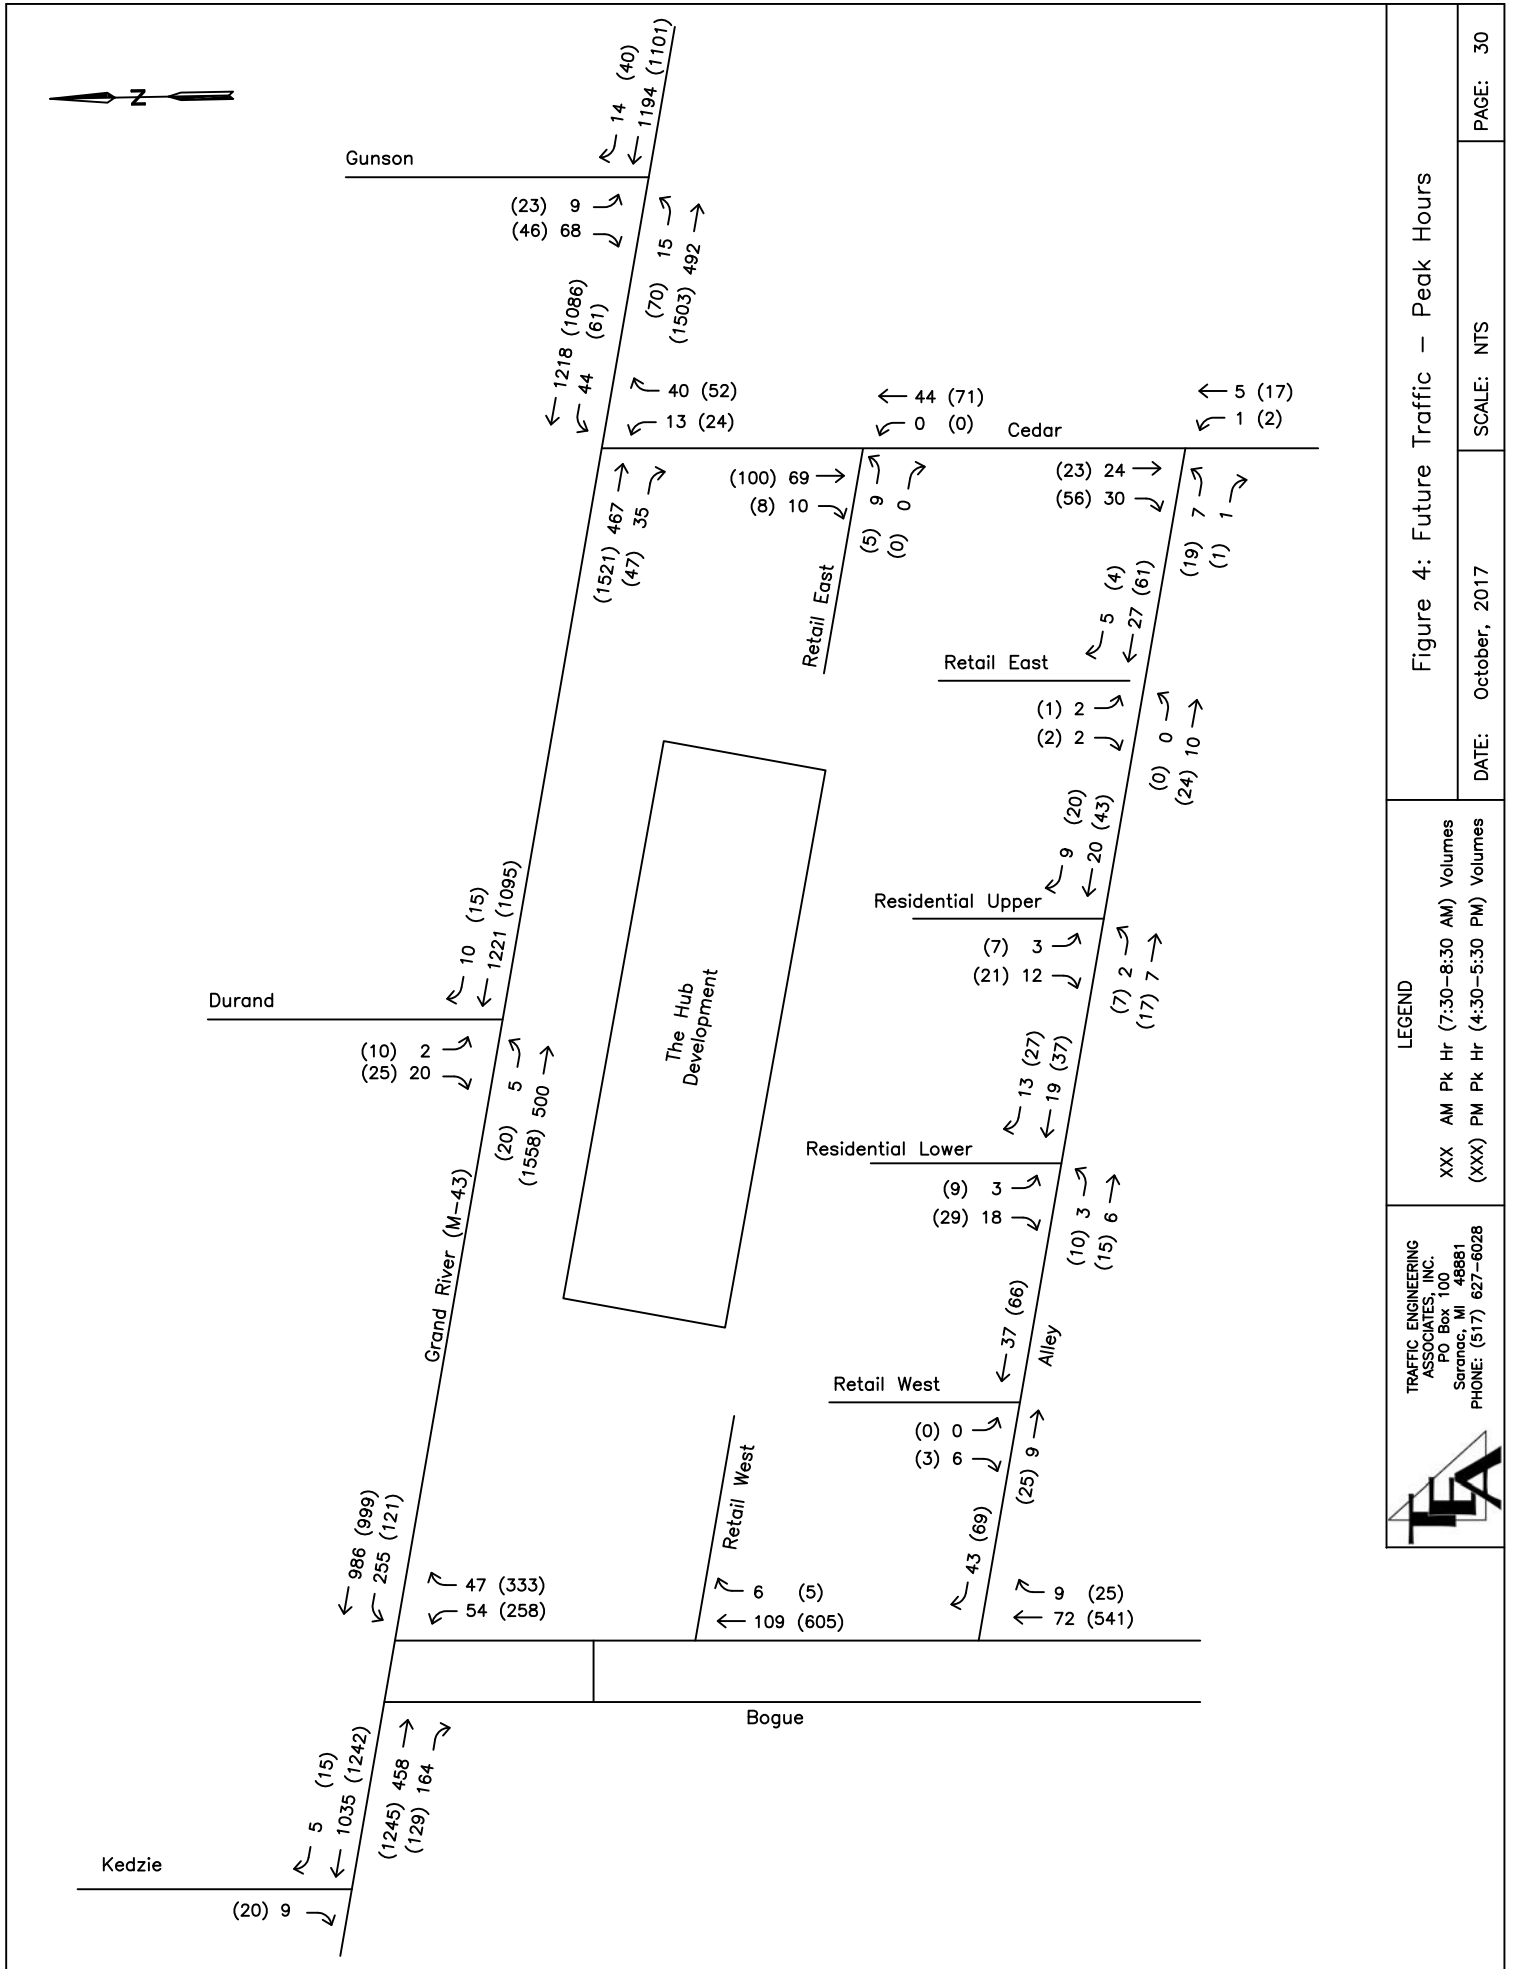 N
Gunson
14 (40)
1194 (1101)
(23) 9
(46) 68
(70) 15
(1503) 492
1218 (1086)
44 (61)
40 (52)
13 (24)
44 (71)
0 (0)
Cedar
5 (17)
1 (2)
(1521) 467
(47) 35
(100) 69
(8) 10
(5) 9
(0) 0
Retail East
(23) 24
(56) 30
(19) 7
(1) 1
5 (4)
27 (61)
Retail East
(1) 2
(2) 2
(0) 0
(24) 10
9 (20)
20 (43)
Residential Upper
(7) 3
(21) 12
(7) 2
(17) 7
10 (15)
1221 (1095)
Durand
(10) 2
(25) 20
(20) 5
(1558) 500
The Hub
Development
13 (27)
19 (37)
Residential Lower
(9) 3
(29) 18
(10) 3
(15) 6
Grand River (M-43)
37 (66)
Alley
Retail West
(0) 0
(3) 6
(25) 9
Retail West
986 (999)
255 (121)
47 (333)
54 (258)
6 (5)
109 (605)
43 (69)
9 (25)
72 (541)
Bogue
5 (15)
1035 (1242)
(1245) 458
(129) 164
Kedzie
(20) 9
TEA
TRAFFIC ENGINEERING
ASSOCIATES, INC.
PO Box 100
Saranac, MI 48881
PHONE: (517) 627-6028
LEGEND
XXX AM Pk Hr (7:30-8:30 AM) Volumes
(XXX) PM Pk Hr (4:30-5:30 PM) Volumes
Figure 4: Future Traffic - Peak Hours
DATE: October, 2017
SCALE: NTS
PAGE: 30